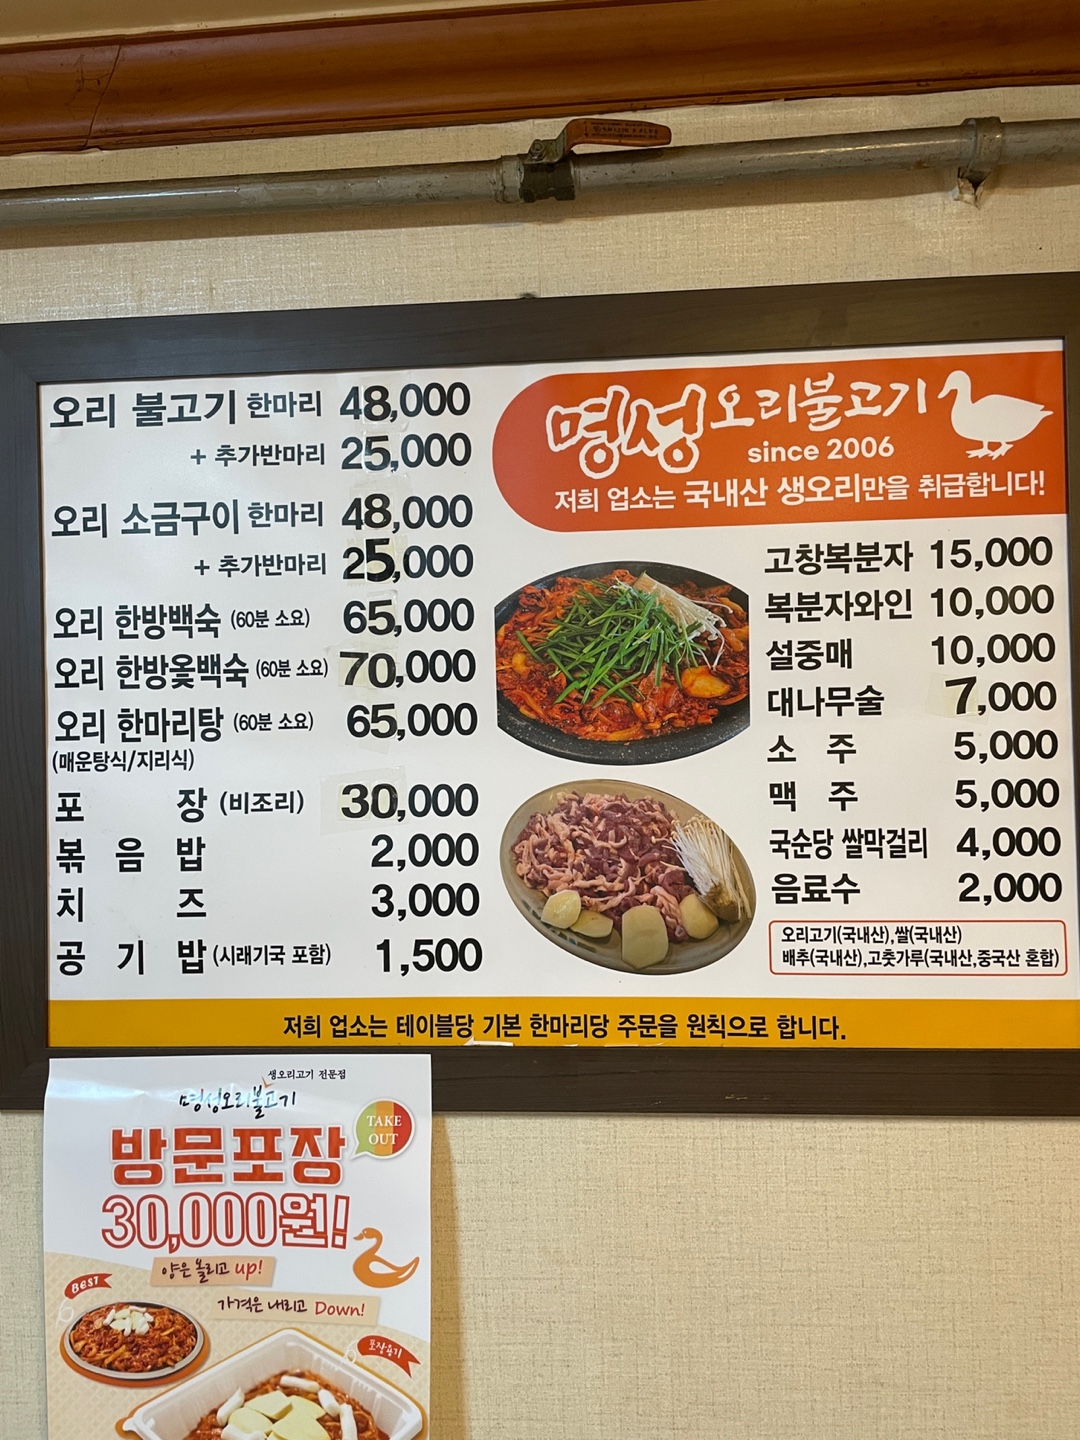 오리 불고기 한마리 48,000
+ 추가반마리 25,000
오리 소금구이 한마리 48,000
+ 추가반마리 25,000
오리 한방백숙 (60분 소요) 65,000
오리 한방옻백숙 (60분 소요) 70,000
오리 한마리탕 (60분 소요) 65,000
(매운탕식/지리식)
포 장 (비조리) 30,000
볶 음 밥 2,000
치 즈 3,000
공 기 밥 (시래기국 포함) 1,500
명성 오리불고기
since 2006
저희 업소는 국내산 생오리만을 취급합니다!
고창복분자 15,000
복분자와인 10,000
설중매 10,000
대나무술 7,000
소 주 5,000
맥 주 5,000
국순당 쌀막걸리 4,000
음료수 2,000
오리고기(국내산),쌀(국내산)
배추(국내산),고춧가루(국내산,중국산 혼합)
저희 업소는 테이블당 기본 한마리당 주문을 원칙으로 합니다.
생오리고기 전문점
명성오리불고기
방문포장
TAKE
OUT
30,000원!
양은 올리고 up!
BEST
가격은 내리고 Down!
포장용기